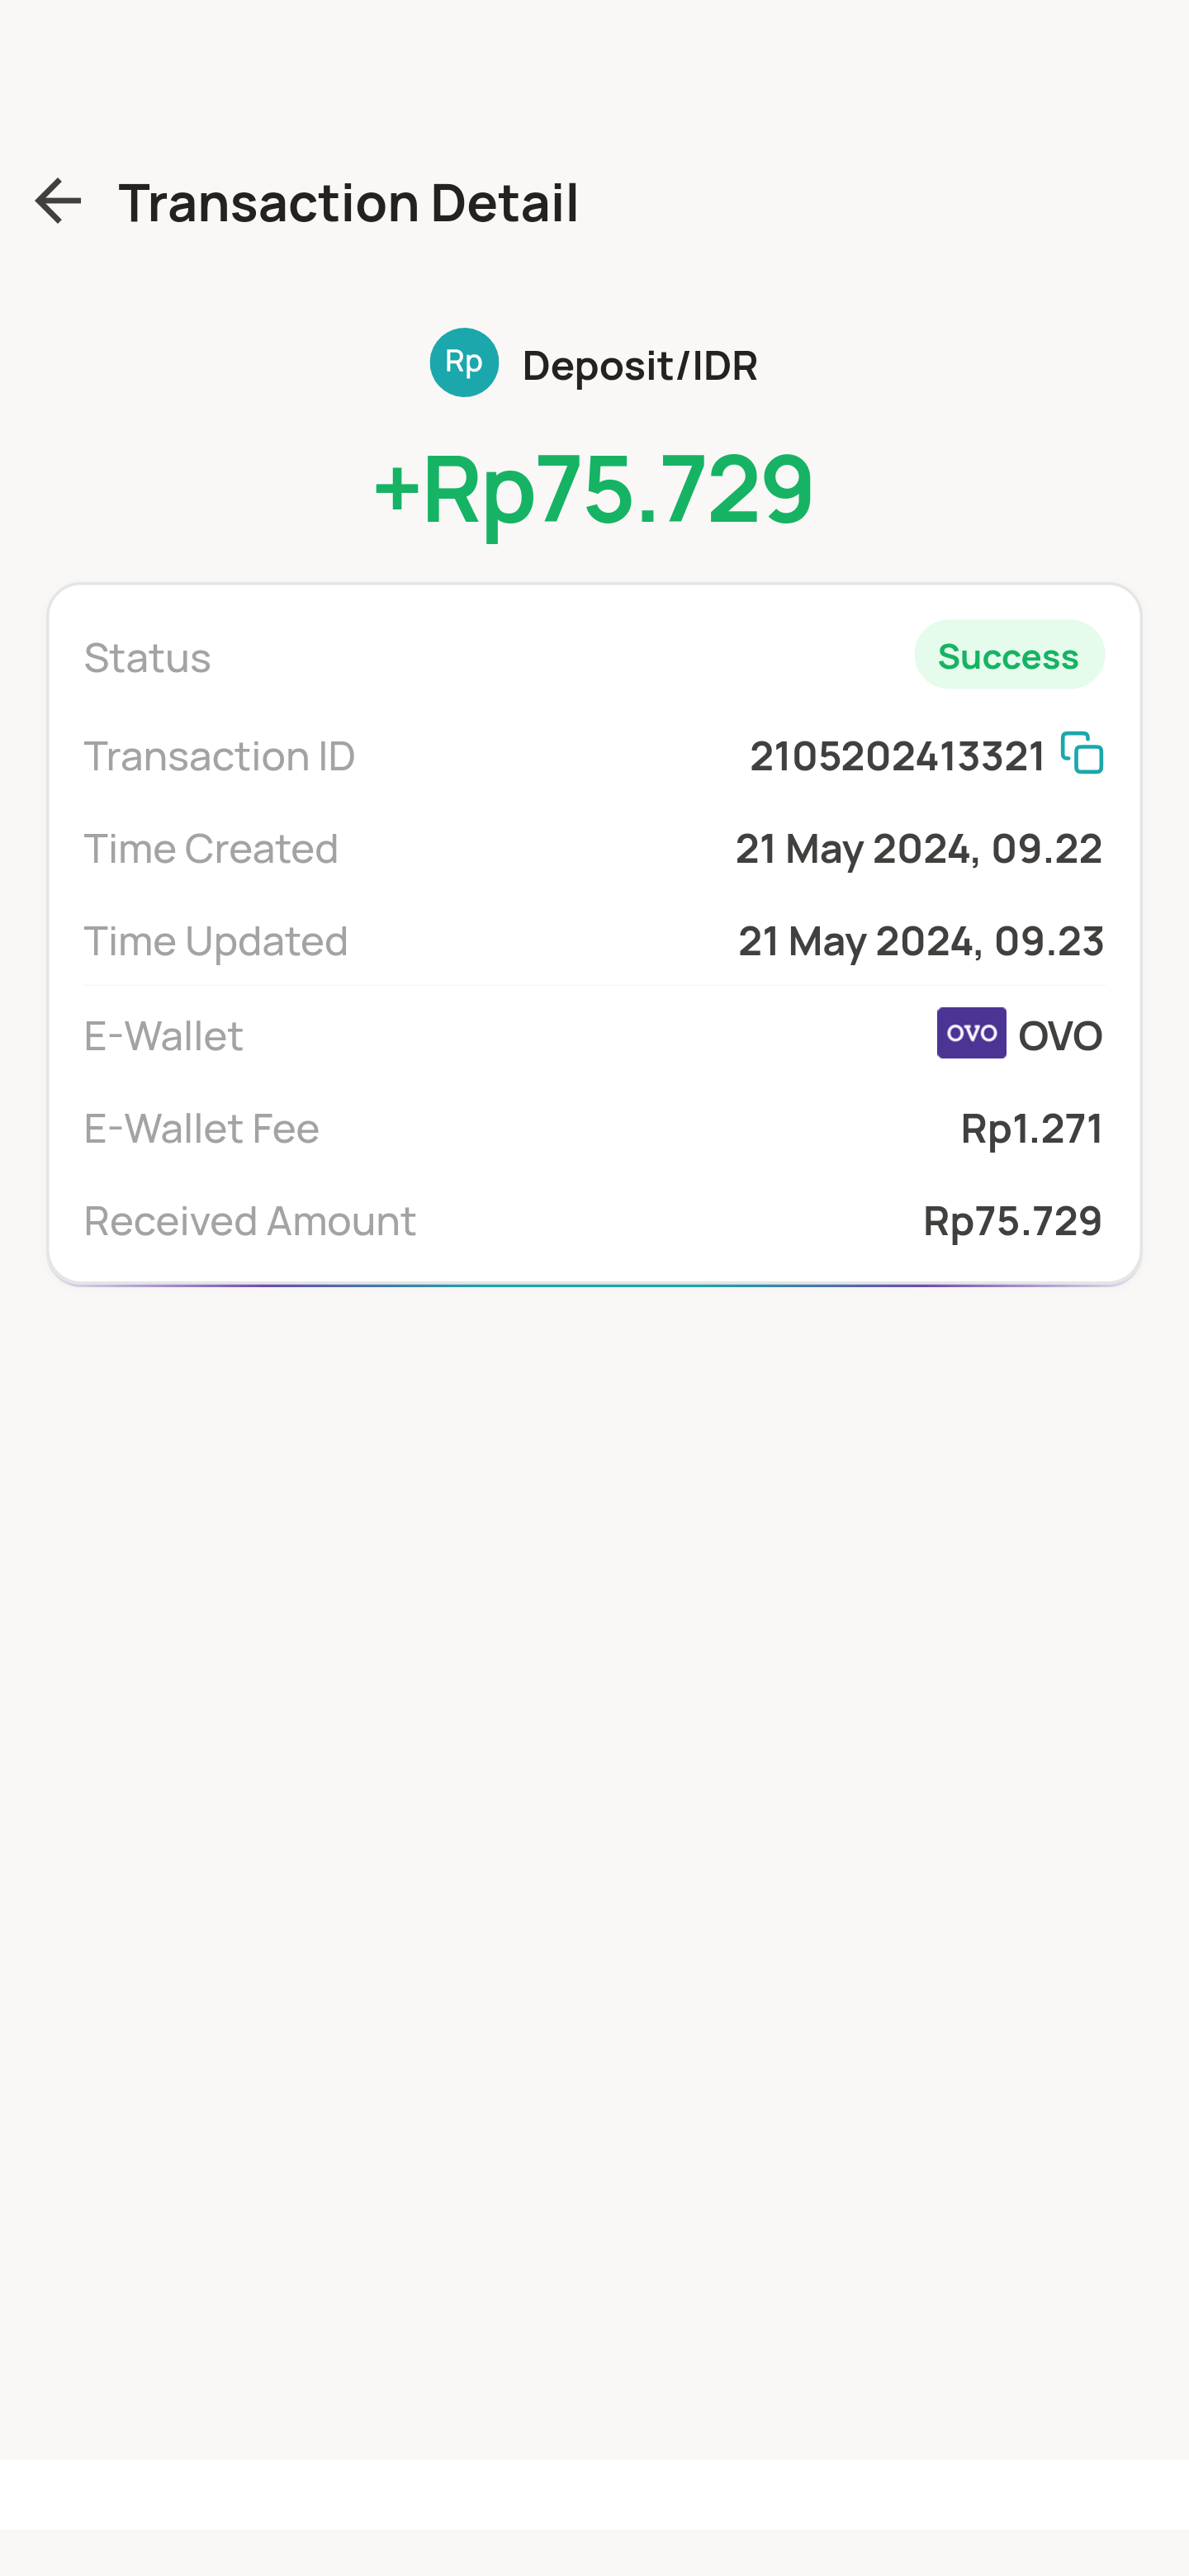 Transaction Detail
Rp Deposit/IDR
+Rp75.729
Status Success
Transaction ID 2105202413321
Time Created 21 May 2024, 09.22
Time Updated 21 May 2024, 09.23
E-Wallet OVO OVO
E-Wallet Fee Rp1.271
Received Amount Rp75.729